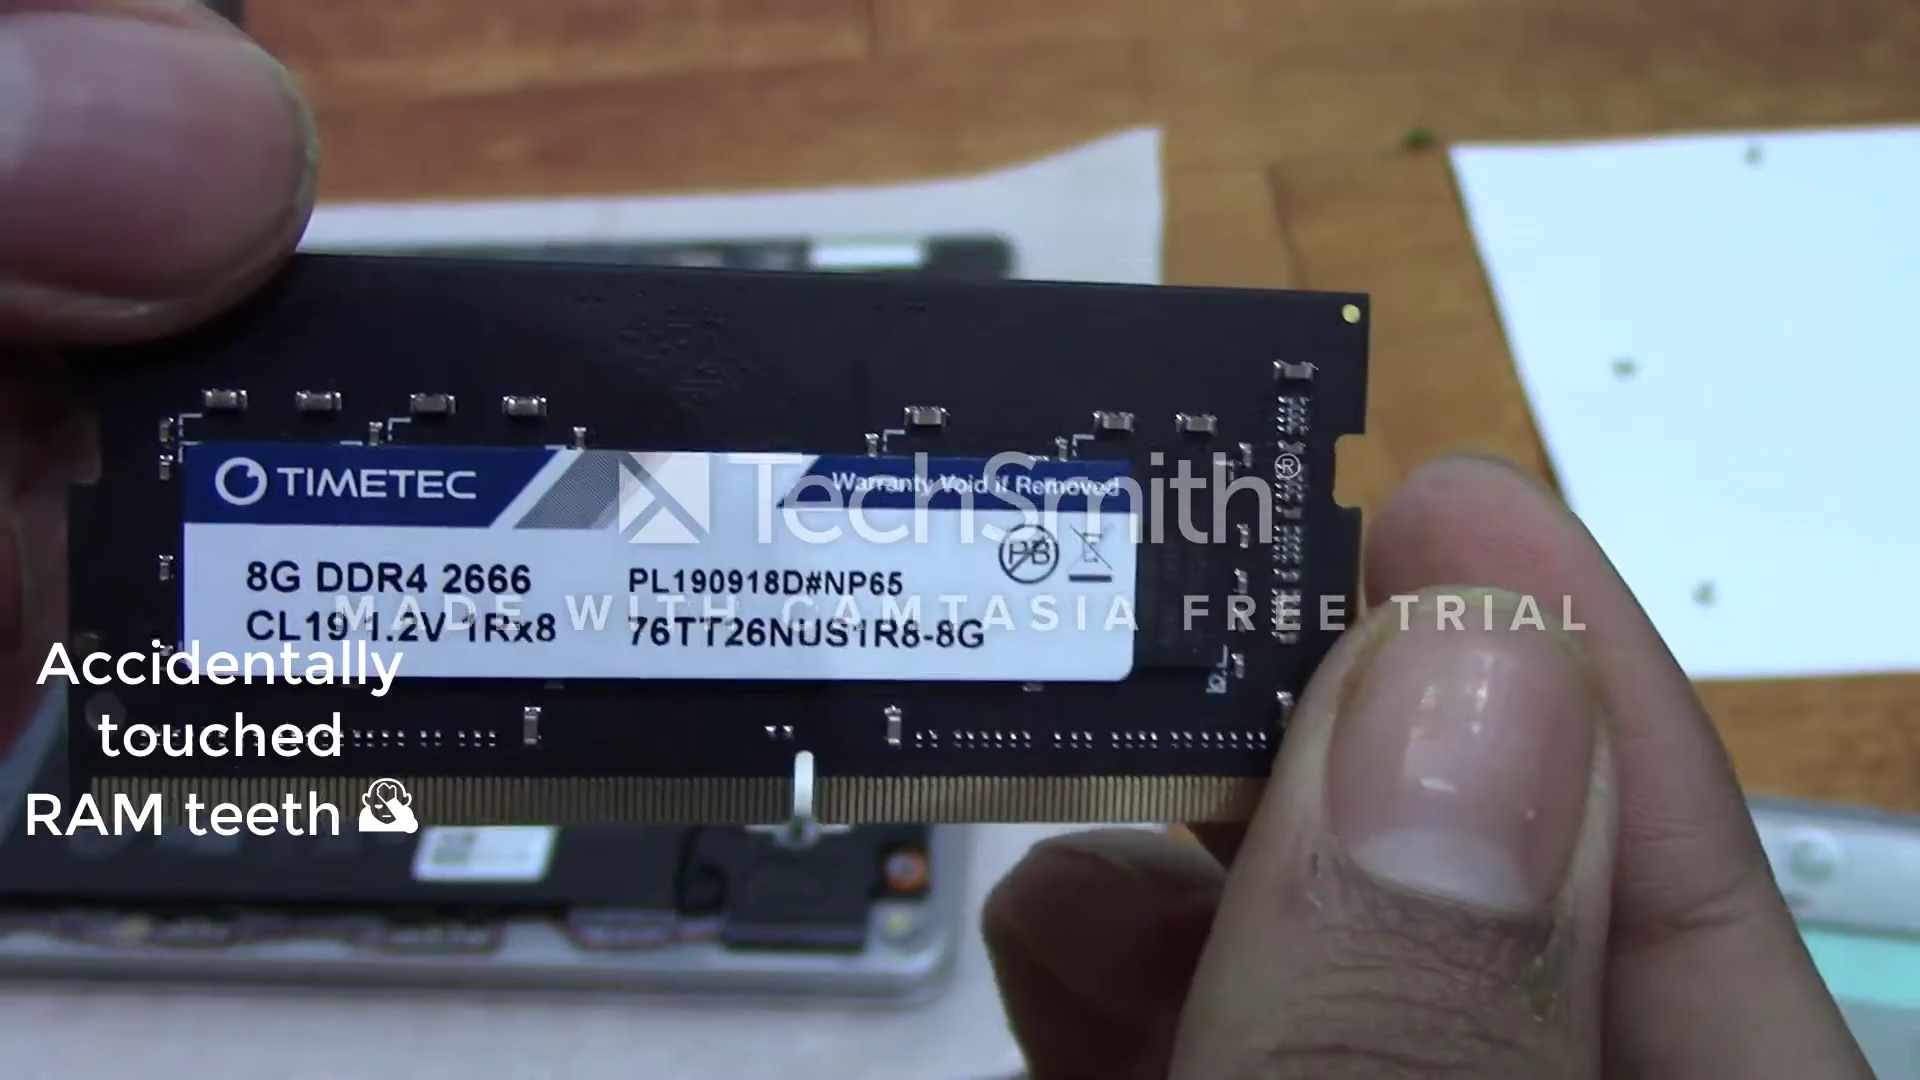 TIMETEC
Warranty Void if Removed
TechSmith®
PB
8G DDR4 2666
PL190918D#NP65
MADE WITH CAMTASIA FREE TRIAL
CL19 1.2V 1Rx8
76TT26NUS1R8-8G
Accidentally
touched
RAM teeth